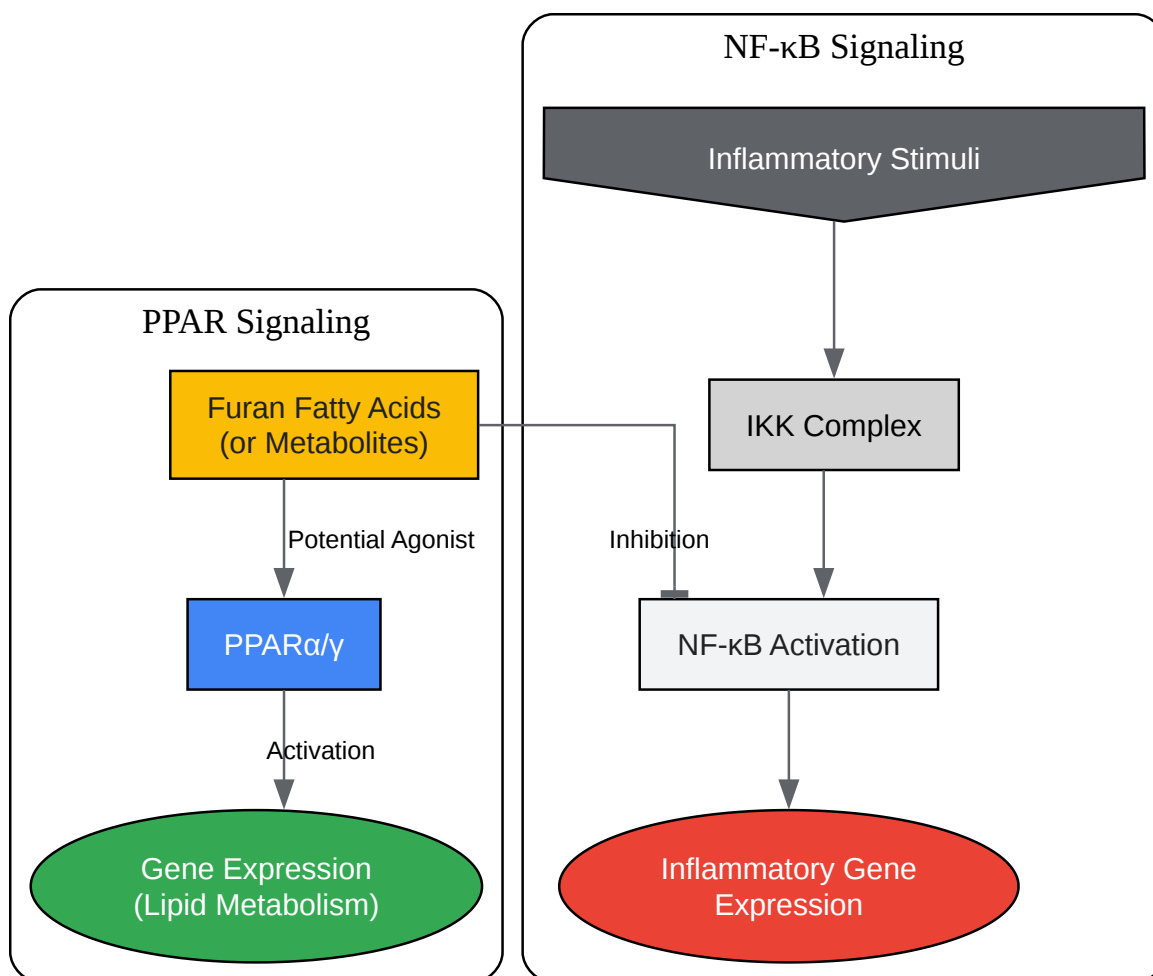 NF-κB Signaling
Inflammatory Stimuli
PPAR Signaling
Furan Fatty Acids
(or Metabolites)
IKK Complex
Potential Agonist
Inhibition
PPARα/γ
NF-κB Activation
Activation
Gene Expression
(Lipid Metabolism)
Inflammatory Gene
Expression